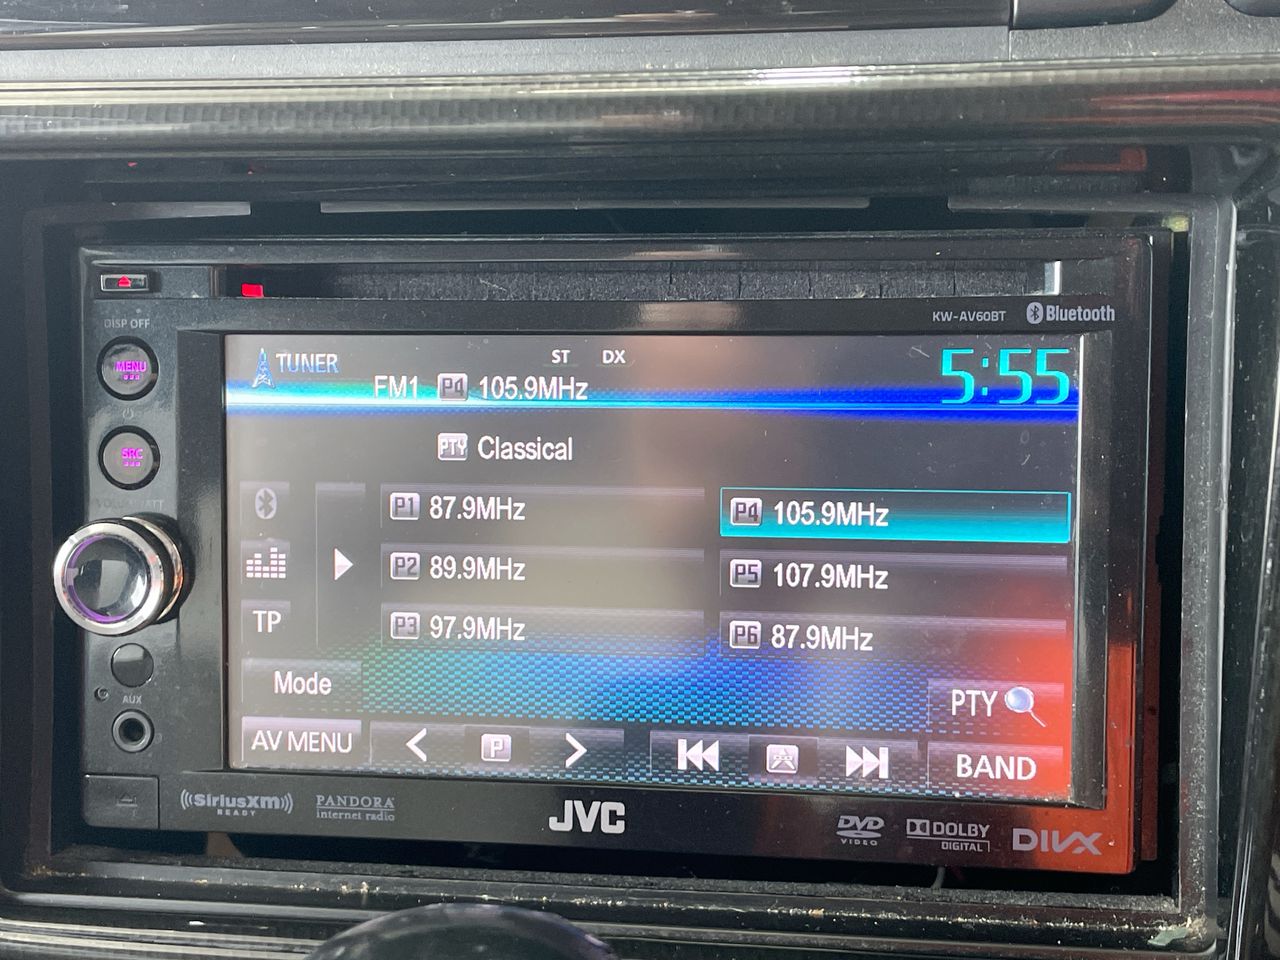 KW-AV60BT Bluetooth
DISP OFF
MENU
SRC
AUX
TUNER
ST DX
5:55
FM1 P4 105.9MHz
PTY Classical
P1 87.9MHz
P4 105.9MHz
P2 89.9MHz
P5 107.9MHz
P3 97.9MHz
P6 87.9MHz
TP
Mode
PTY
AV MENU
P
BAND
((SiriusXM))
READY
PANDORA
internet radio
JVC
DVD
VIDEO
DOLBY
DIGITAL
DIVX